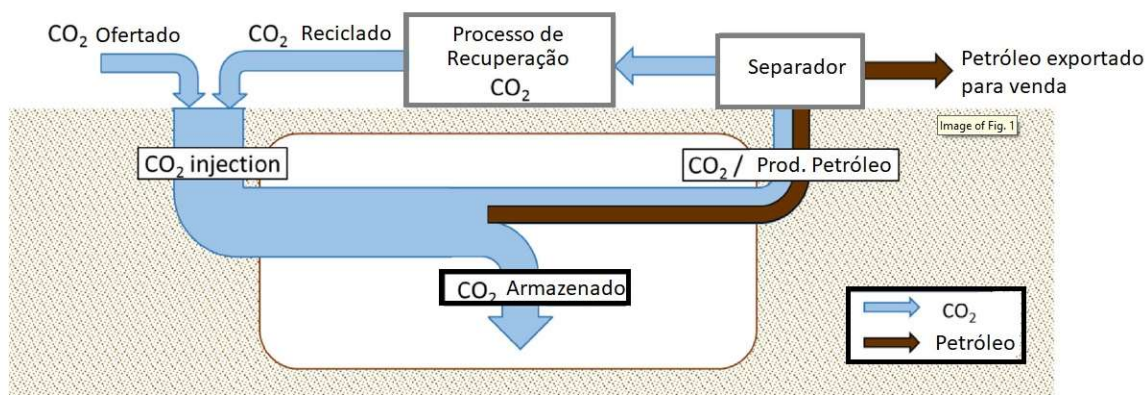 CO₂ Ofertado
CO₂ Reciclado
Processo de
Recuperação
CO₂
Separador
Petróleo exportado
para venda
Image of Fig. 1
CO₂ injection
CO₂ / Prod. Petróleo
CO₂ Armazenado
CO₂
Petróleo